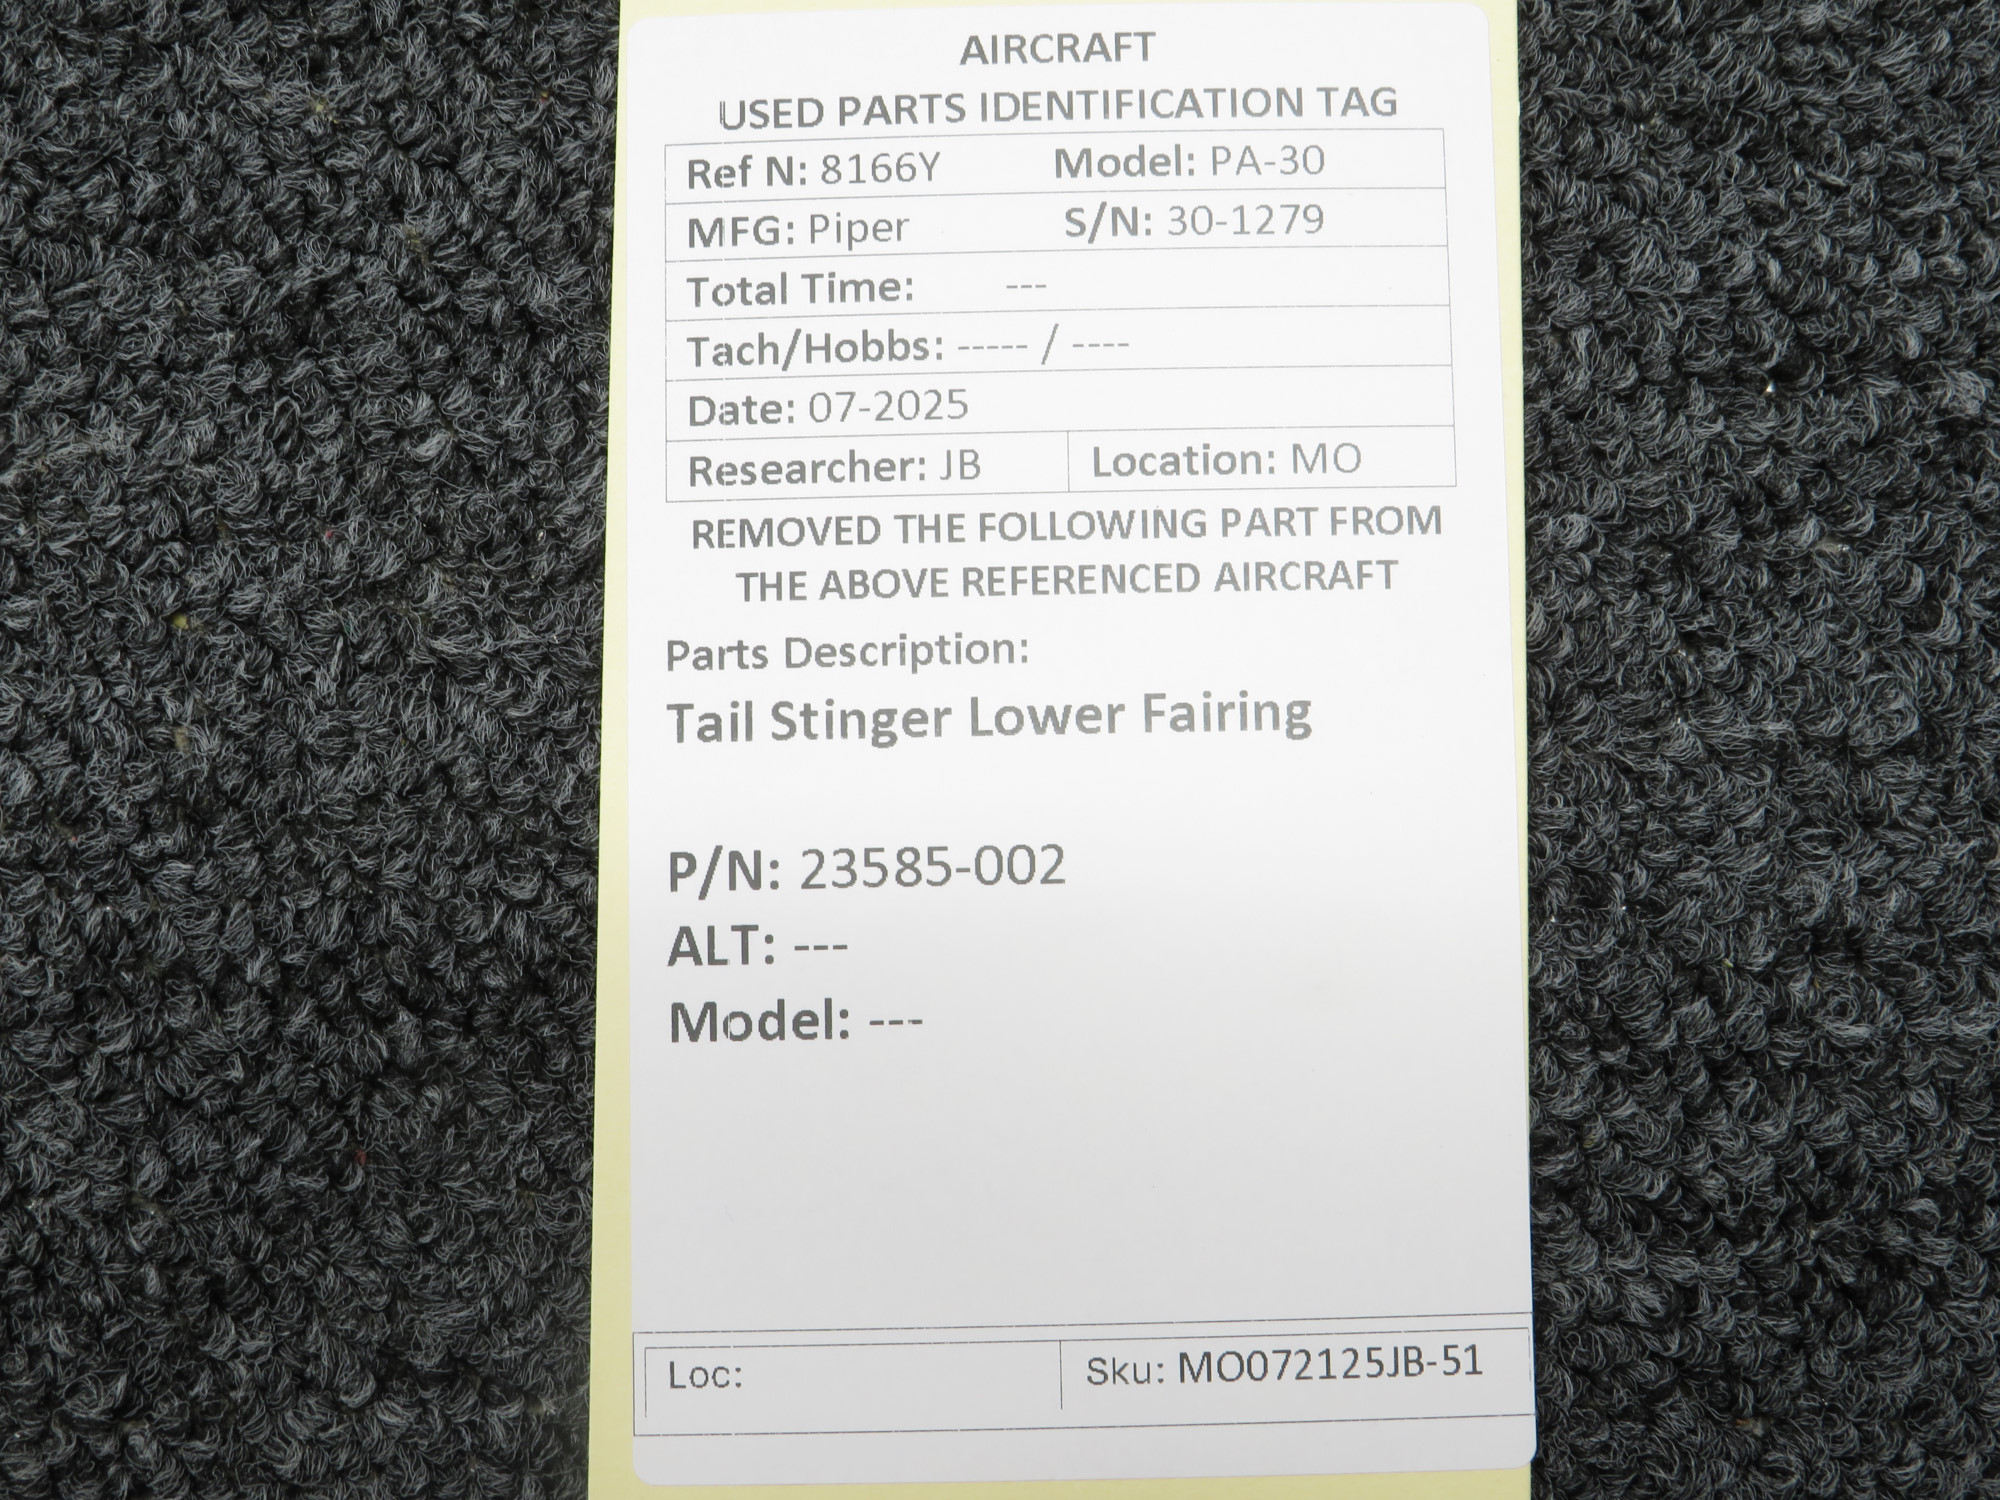 AIRCRAFT
USED PARTS IDENTIFICATION TAG
Ref N: 8166Y Model: PA-30
MFG: Piper S/N: 30-1279
Total Time: ---
Tach/Hobbs: ----- / ----
Date: 07-2025
Researcher: JB Location: MO
REMOVED THE FOLLOWING PART FROM
THE ABOVE REFERENCED AIRCRAFT
Parts Description:
Tail Stinger Lower Fairing
P/N: 23585-002
ALT: ---
Model: ---
Loc: Sku: MO072125JB-51